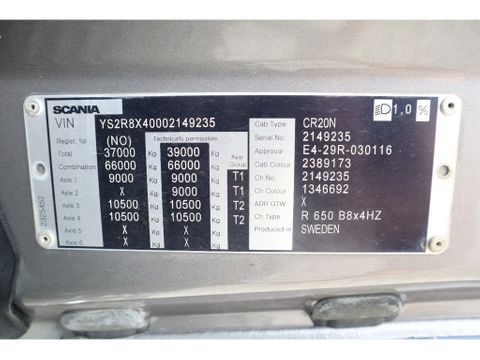 SCANIA
VIN YS2R8X40002149235
Reg. for: (NO) Technically permissible
Total 37000 Kg 39000 Kg Axle Group
Combination 66000 Kg 66000 Kg
Axle 1 9000 Kg 9000 Kg T1
Axle 2 X Kg 9000 Kg T1
Axle 3 10500 Kg 10500 Kg T2
Axle 4 10500 Kg 10500 Kg T2
Axle 5 X Kg X Kg
Axle 6 X Kg X Kg
2325452
Cab.Type CR20N
Serial No. 2149235
Approval E4-29R-030116
Cab Colour 2389173
Ch No. 2149235
Ch Colour 1346692
ADR GTW X
Ch Type R 650 B8x4HZ
Produced in SWEDEN
1,0 %